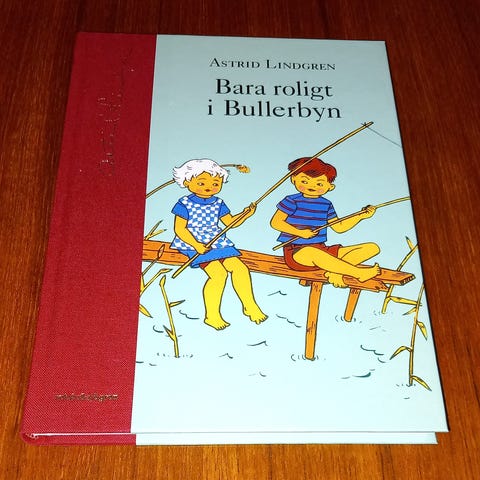 ASTRID LINDGREN
Bara roligt
i Bullerbyn